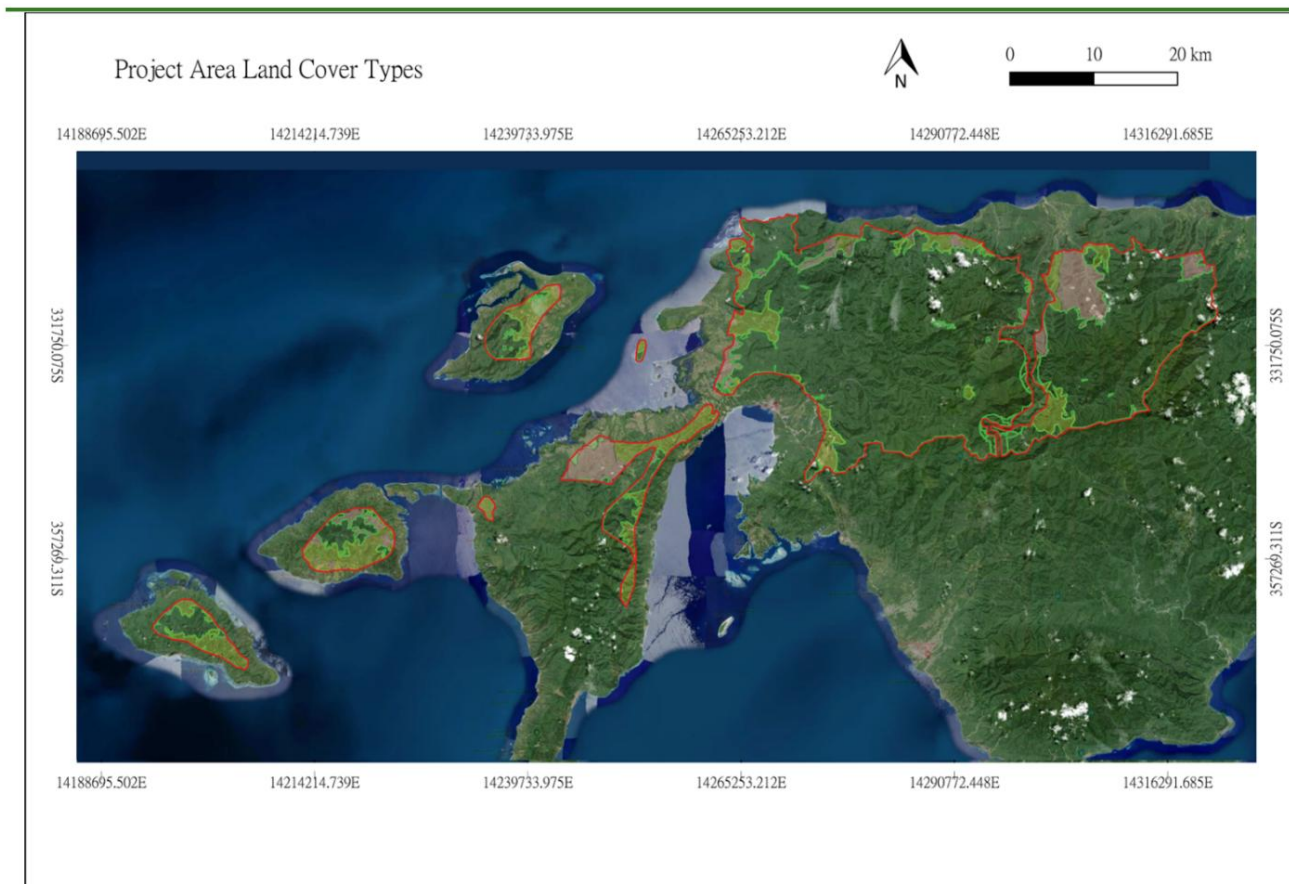 Project Area Land Cover Types
N
0 10 20 km
14188695.502E 14214214.739E 14239733.975E 14265253.212E 14290772.448E 14316291.685E
331750.075S
331750.075S
357269.311S
357269.311S
14188695.502E 14214214.739E 14239733.975E 14265253.212E 14290772.448E 14316291.685E